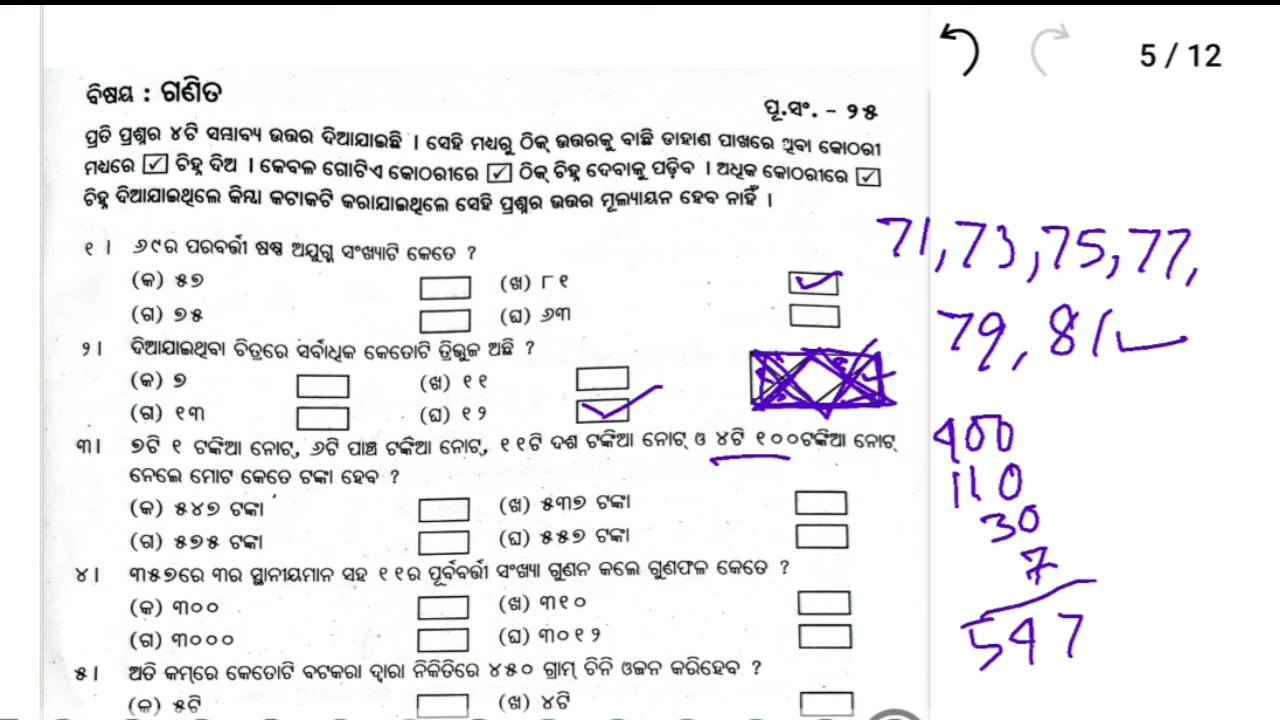 5 / 12
ବିଷୟ : ଗଣିତ
ପୂ.ସଂ. - ୨୫
ପ୍ରତି ପ୍ରଶ୍ନର ୪ଟି ସମ୍ଭାବ୍ୟ ଉତ୍ତର ଦିଆଯାଇଛି । ସେହି ମଧ୍ୟରୁ ଠିକ୍ ଉତ୍ତରକୁ ବାଛି ଡାହାଣ ପାଖରେ ଥିବା କୋଠରୀ
ମଧ୍ୟରେ ☑ ଚିହ୍ନ ଦିଅ । କେବଳ ଗୋଟିଏ କୋଠରୀରେ ☑ ଠିକ୍ ଚିହ୍ନ ଦେବାକୁ ପଡ଼ିବ । ଅଧିକ କୋଠରୀରେ ☑
ଚିହ୍ନ ଦିଆଯାଇଥିଲେ କିମ୍ବା କଟାକଟି କରାଯାଇଥିଲେ ସେହି ପ୍ରଶ୍ନର ଉତ୍ତର ମୂଲ୍ୟାୟନ ହେବ ନାହିଁ ।
୧ । ୬୯ର ପରବର୍ତ୍ତୀ ଷଷ୍ଠ ଅଯୁଗ୍ମ ସଂଖ୍ୟାଟି କେତେ ?
(କ) ୫୭ (ଖ) ୮୧
(ଗ) ୭୫ (ଘ) ୬୩
71, 73, 75, 77,
79, 81
୨। ଦିଆଯାଇଥିବା ଚିତ୍ରରେ ସର୍ବାଧିକ କେତୋଟି ତ୍ରିଭୁଜ ଅଛି ?
(କ) ୭ (ଖ) ୧୧
(ଗ) ୧୩ (ଘ) ୧୨
୩। ୭ଟି ୧ ଟଙ୍କିଆ ନୋଟ୍, ୬ଟି ପାଞ୍ଚ ଟଙ୍କିଆ ନୋଟ୍, ୧୧ଟି ଦଶ ଟଙ୍କିଆ ନୋଟ୍ ଓ ୪ଟି ୧୦୦ଟଙ୍କିଆ ନୋଟ୍
ନେଲେ ମୋଟ କେତେ ଟଙ୍କା ହେବ ?
(କ) ୫୪୭ ଟଙ୍କା (ଖ) ୫୩୭ ଟଙ୍କା
(ଗ) ୫୭୫ ଟଙ୍କା (ଘ) ୫୫୭ ଟଙ୍କା
400
110
30
7
547
୪। ୩୫୭ରେ ୩ର ସ୍ଥାନୀୟମାନ ସହ ୧୧ର ପୂର୍ବବର୍ତ୍ତୀ ସଂଖ୍ୟା ଗୁଣନ କଲେ ଗୁଣଫଳ କେତେ ?
(କ) ୩୦୦ (ଖ) ୩୧୦
(ଗ) ୩୦୦୦ (ଘ) ୩୦୧୨
୫। ଅତି କମ୍‌ରେ କେତୋଟି ବଟକରା ଦ୍ୱାରା ନିକିତିରେ ୪୫୦ ଗ୍ରାମ୍ ଚିନି ଓଜନ କରିହେବ ?
(କ) ୫ଟି (ଖ) ୪ଟି